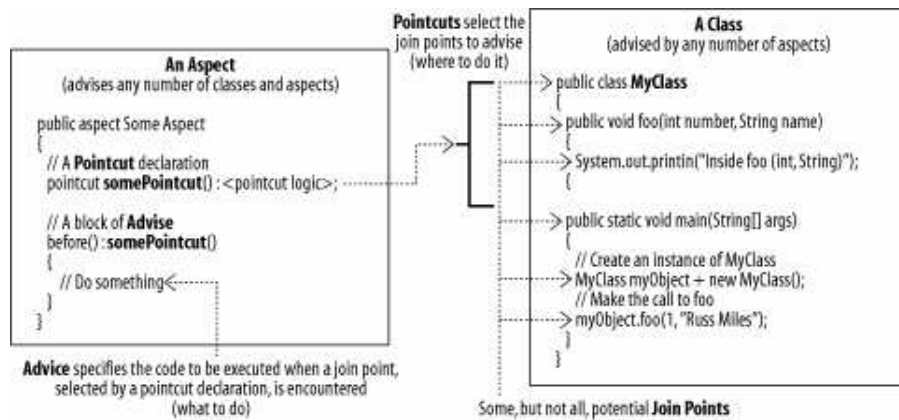 An Aspect
(advises any number of classes and aspects)
public aspect Some Aspect
{
// A Pointcut declaration
pointcut somePointcut() : <pointcut logic>;
// A block of Advise
before() : somePointcut()
{
// Do something
}
}
Advice specifies the code to be executed when a join point,
selected by a pointcut declaration, is encountered
(what to do)
Pointcuts select the
join points to advise
(where to do it)
A Class
(advised by any number of aspects)
public class MyClass
{
public void foo(int number, String name)
{
System.out.printin("Inside foo (int, String)");
{
public static void main(String[] args)
{
// Create an instance of MyClass
MyClass myObject + new MyClass();
// Make the call to foo
myObject.foo(1, "Russ Miles");
}
}
Some, but not all, potential Join Points